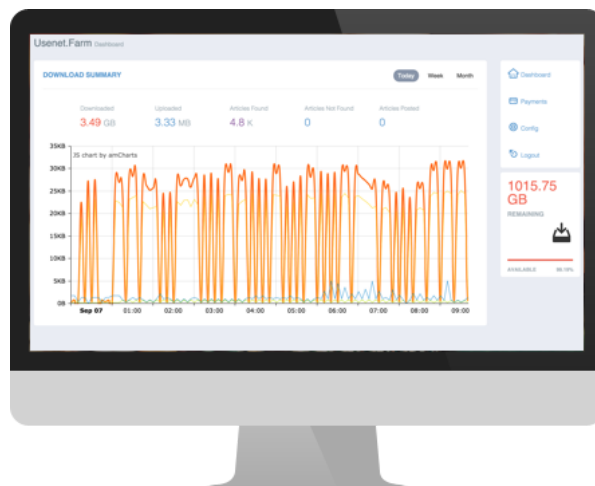 Usenet.Farm Dashboard
DOWNLOAD SUMMARY
Today Week Month
Downloaded Uploaded Articles Found Articles Not Found Articles Posted
3.49 GB 3.33 MB 4.8 K 0 0
JS chart by amCharts
35KB
30KB
25KB
20KB
15KB
10KB
5KB
0B
Sep 07 01:00 02:00 03:00 04:00 05:00 06:00 07:00 08:00 09:00
Dashboard
Payments
Config
Logout
1015.75
GB
REMAINING
AVAILABLE